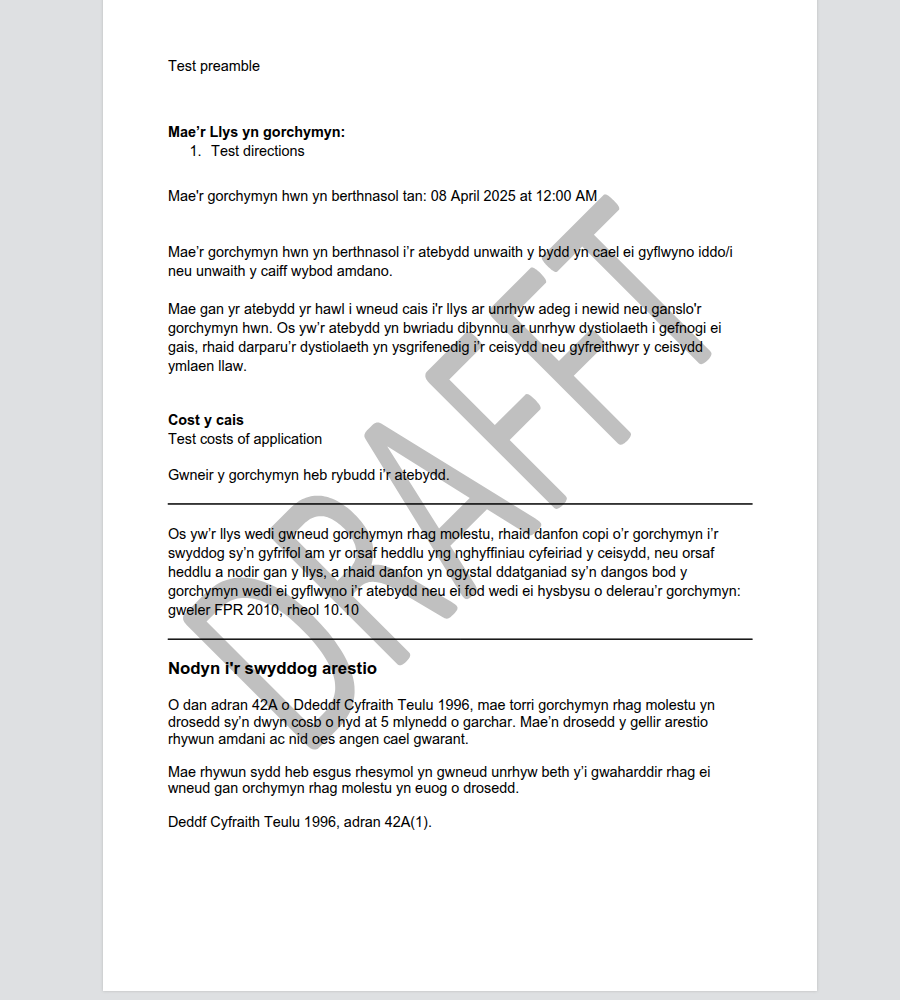 Test preamble
Mae’r Llys yn gorchymyn:
1. Test directions
Mae'r gorchymyn hwn yn berthnasol tan: 08 April 2025 at 12:00 AM
Mae’r gorchymyn hwn yn berthnasol i’r atebydd unwaith y bydd yn cael ei gyflwyno iddo/i
neu unwaith y caiff wybod amdano.
Mae gan yr atebydd yr hawl i wneud cais i'r llys ar unrhyw adeg i newid neu ganslo'r
gorchymyn hwn. Os yw’r atebydd yn bwriadu dibynnu ar unrhyw dystiolaeth i gefnogi ei
gais, rhaid darparu’r dystiolaeth yn ysgrifenedig i’r ceisydd neu gyfreithwyr y ceisydd
ymlaen llaw.
Cost y cais
Test costs of application
Gwneir y gorchymyn heb rybudd i’r atebydd.
Os yw’r llys wedi gwneud gorchymyn rhag molestu, rhaid danfon copi o’r gorchymyn i’r
swyddog sy’n gyfrifol am yr orsaf heddlu yng nghyffiniau cyfeiriad y ceisydd, neu orsaf
heddlu a nodir gan y llys, a rhaid danfon yn ogystal ddatganiad sy’n dangos bod y
gorchymyn wedi ei gyflwyno i’r atebydd neu ei fod wedi ei hysbysu o delerau’r gorchymyn:
gweler FPR 2010, rheol 10.10
Nodyn i'r swyddog arestio
O dan adran 42A o Ddeddf Cyfraith Teulu 1996, mae torri gorchymyn rhag molestu yn
drosedd sy’n dwyn cosb o hyd at 5 mlynedd o garchar. Mae’n drosedd y gellir arestio
rhywun amdani ac nid oes angen cael gwarant.
Mae rhywun sydd heb esgus rhesymol yn gwneud unrhyw beth y’i gwaharddir rhag ei
wneud gan orchymyn rhag molestu yn euog o drosedd.
Deddf Cyfraith Teulu 1996, adran 42A(1).
DRAFFT